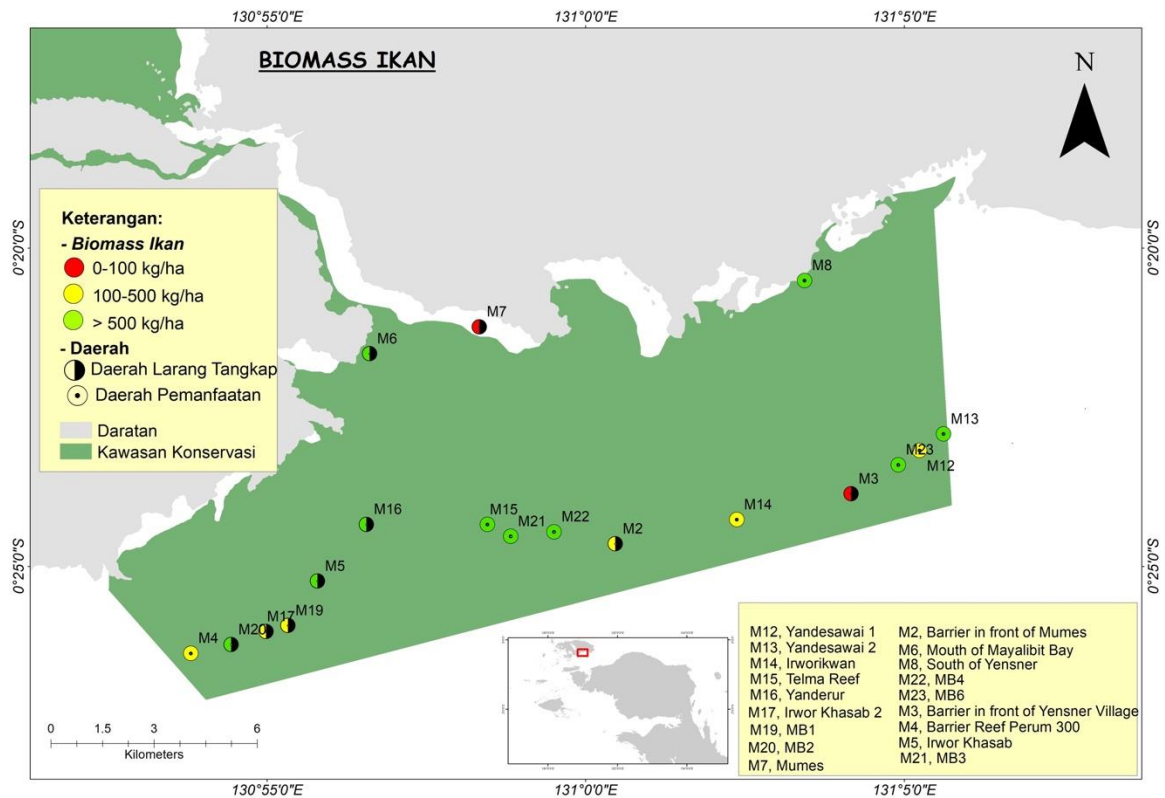 130°55'0"E 131°0'0"E 131°5'0"E
BIOMASS IKAN
N
0°20'0"S 0°20'0"S
0°25'0"S 0°25'0"S
Keterangan:
- Biomass Ikan
0-100 kg/ha
100-500 kg/ha
> 500 kg/ha
- Daerah
Daerah Larang Tangkap
Daerah Pemanfaatan
Daratan
Kawasan Konservasi
M8
M7
M6
M13
M23
M12
M3
M16
M15
M21
M22
M14
M2
M5
M19
M17
M20
M4
0 1.5 3 6
Kilometers
M12, Yandesawai 1
M13, Yandesawai 2
M14, Irworikwan
M15, Telma Reef
M16, Yanderur
M17, Irwor Khasab 2
M19, MB1
M20, MB2
M7, Mumes
M2, Barrier in front of Mumes
M6, Mouth of Mayalibit Bay
M8, South of Yensner
M22, MB4
M23, MB6
M3, Barrier in front of Yensner Village
M4, Barrier Reef Perum 300
M5, Irwor Khasab
M21, MB3
130°55'0"E 131°0'0"E 131°5'0"E